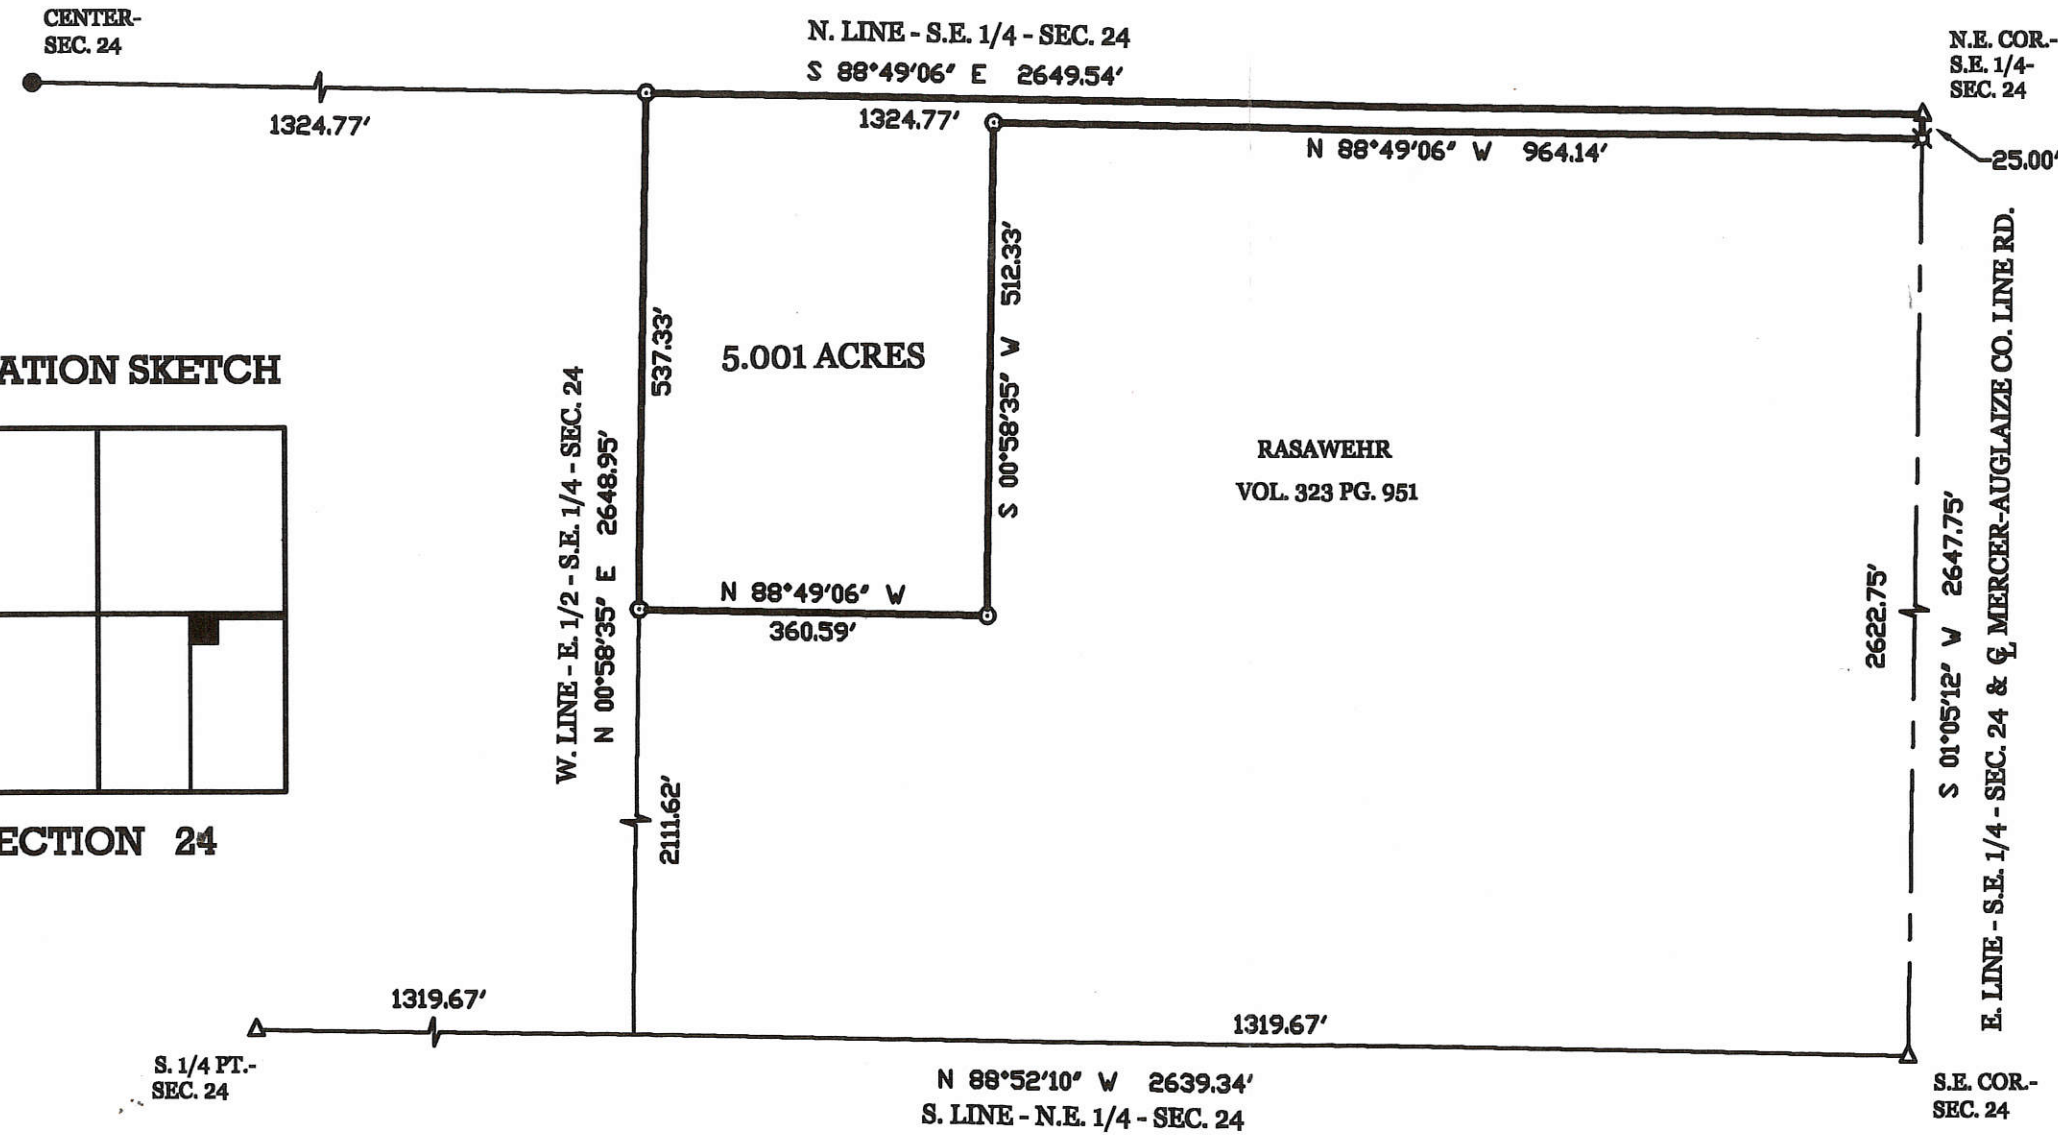 CENTER-
SEC. 24
N. LINE - S.E. 1/4 - SEC. 24
S 88°49'06" E 2649.54'
N.E. COR.-
S.E. 1/4-
SEC. 24
1324.77'
1324.77'
N 88°49'06" W 964.14'
25.00'
537.33'
5.001 ACRES
S 00°58'35" W 512.33'
ATION SKETCH
W. LINE - E. 1/2 - S.E. 1/4 - SEC. 24
N 00°58'35" E 2648.95'
RASAWEHR
VOL. 323 PG. 951
N 88°49'06" W
360.59'
2622.75'
S 01°05'12" W 2647.75'
E. LINE - S.E. 1/4 - SEC. 24 & ℄ MERCER-AUGLAIZE CO. LINE RD.
2111.62'
ECTION 24
1319.67'
1319.67'
S. 1/4 PT.-
SEC. 24
N 88°52'10" W 2639.34'
S. LINE - N.E. 1/4 - SEC. 24
S.E. COR.-
SEC. 24